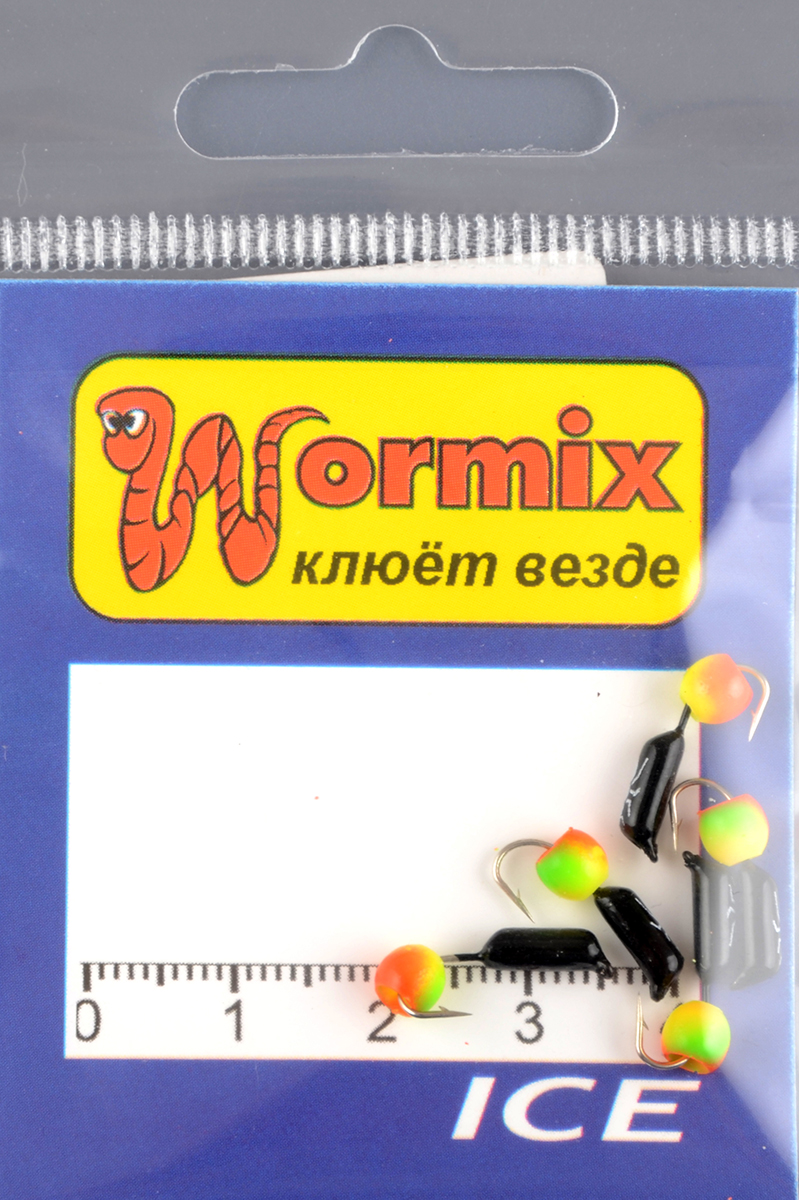 Wormix
клюёт везде
0 1 2 3
ICE